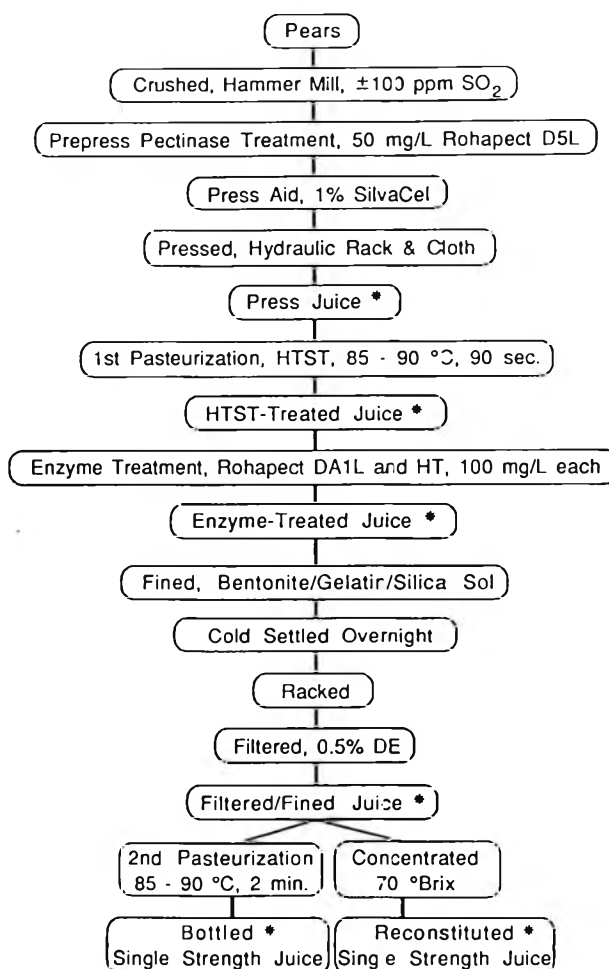 Pears
Crushed, Hammer Mill, ±100 ppm SO2
Prepress Pectinase Treatment, 50 mg/L Rohapect D5L
Press Aid, 1% SilvaCel
Pressed, Hydraulic Rack & Cloth
Press Juice *
1st Pasteurization, HTST, 85 - 90 °C, 90 sec.
HTST-Treated Juice *
Enzyme Treatment, Rohapect DA1L and HT, 100 mg/L each
Enzyme-Treated Juice *
Fined, Bentonite/Gelatin/Silica Sol
Cold Settled Overnight
Racked
Filtered, 0.5% DE
Filtered/Fined Juice *
2nd Pasteurization
85 - 90 °C, 2 min.
Concentrated
70 °Brix
Bottled *
Single Strength Juice
Reconstituted *
Single Strength Juice